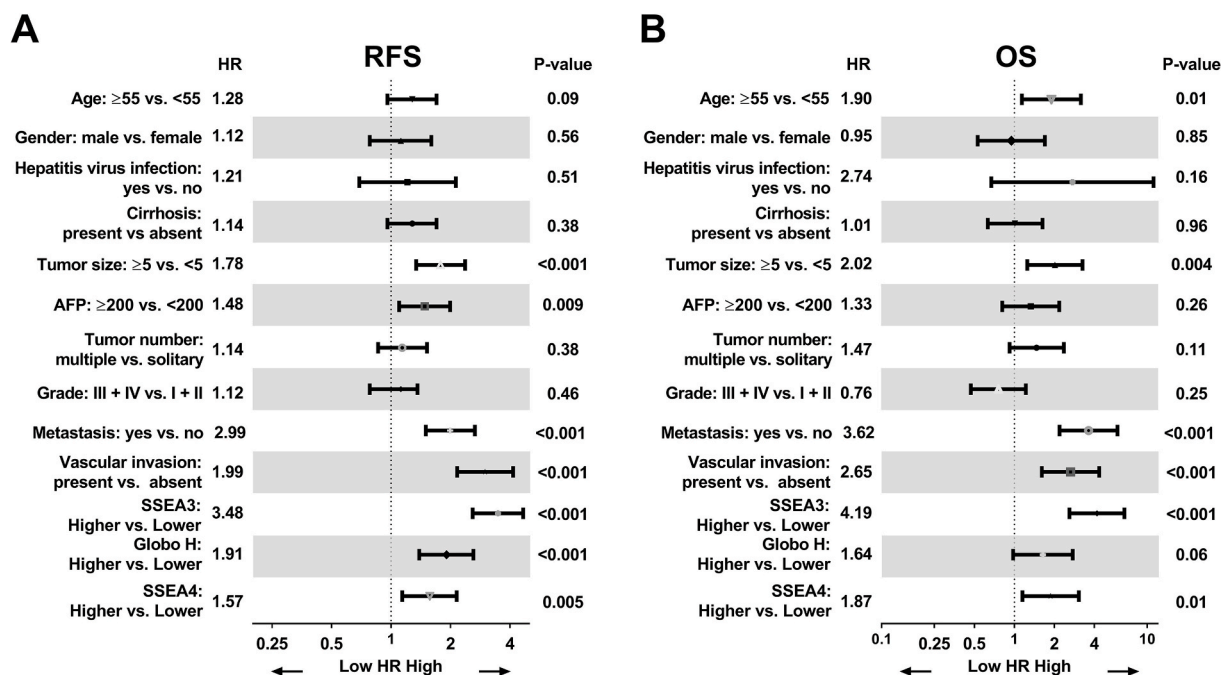 A
RFS
HR
P-value
Age: ≥55 vs. <55 1.28 0.09
Gender: male vs. female 1.12 0.56
Hepatitis virus infection:
yes vs. no 1.21 0.51
Cirrhosis:
present vs absent 1.14 0.38
Tumor size: ≥5 vs. <5 1.78 <0.001
AFP: ≥200 vs. <200 1.48 0.009
Tumor number:
multiple vs. solitary 1.14 0.38
Grade: III + IV vs. I + II 1.12 0.46
Metastasis: yes vs. no 2.99 <0.001
Vascular invasion:
present vs. absent 1.99 <0.001
SSEA3:
Higher vs. Lower 3.48 <0.001
Globo H:
Higher vs. Lower 1.91 <0.001
SSEA4:
Higher vs. Lower 1.57 0.005
0.25 0.5 1 2 4
Low HR High
B
OS
HR
P-value
Age: ≥55 vs. <55 1.90 0.01
Gender: male vs. female 0.95 0.85
Hepatitis virus infection:
yes vs. no 2.74 0.16
Cirrhosis:
present vs absent 1.01 0.96
Tumor size: ≥5 vs. <5 2.02 0.004
AFP: ≥200 vs. <200 1.33 0.26
Tumor number:
multiple vs. solitary 1.47 0.11
Grade: III + IV vs. I + II 0.76 0.25
Metastasis: yes vs. no 3.62 <0.001
Vascular invasion:
present vs. absent 2.65 <0.001
SSEA3:
Higher vs. Lower 4.19 <0.001
Globo H:
Higher vs. Lower 1.64 0.06
SSEA4:
Higher vs. Lower 1.87 0.01
0.1 0.25 0.5 1 2 4 10
Low HR High